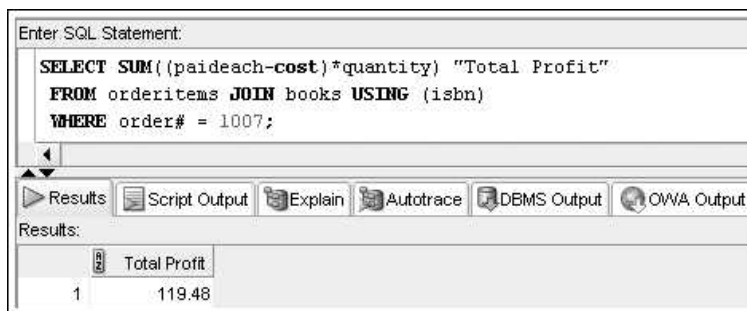 Enter SQL Statement:
SELECT SUM((paideach-cost)*quantity) "Total Profit"
FROM orderitems JOIN books USING (isbn)
WHERE order# = 1007;
Results Script Output Explain Autotrace DBMS Output OWA Output
Results:
Total Profit
1 119.48